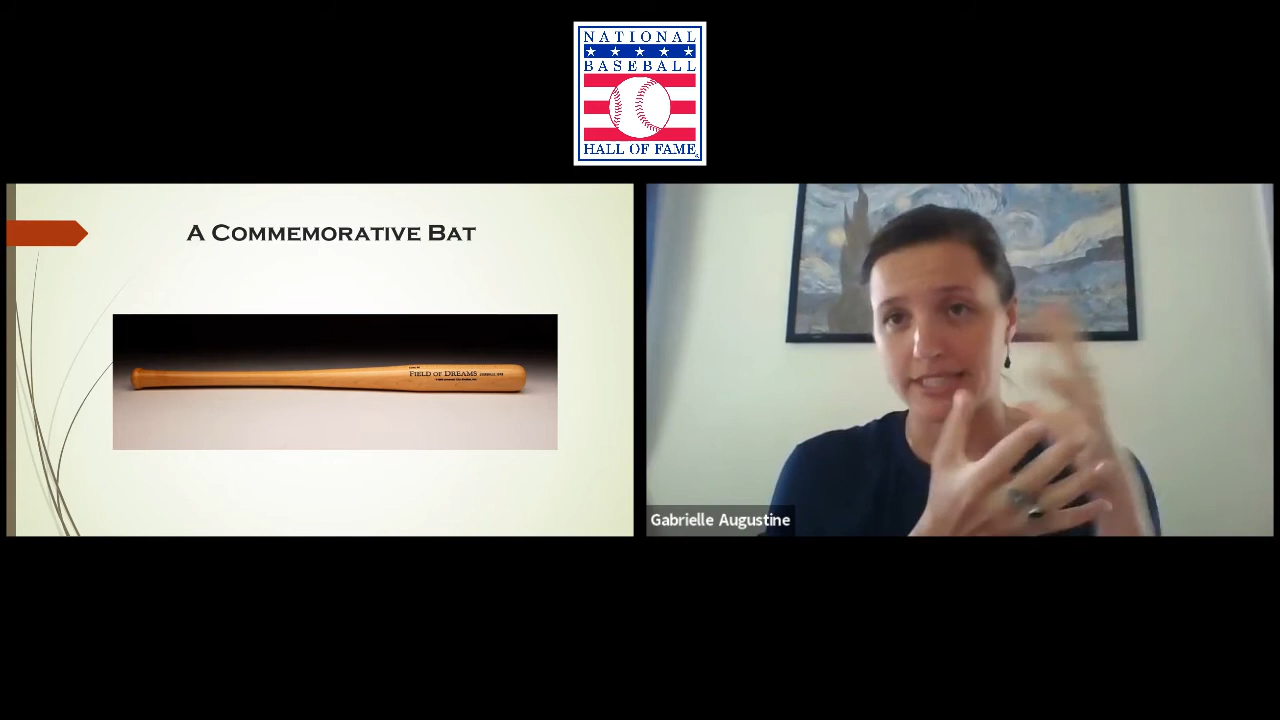 NATIONAL
BASEBALL
HALL OF FAME
A COMMEMORATIVE BAT
FIELD OF DREAMS
Gabrielle Augustine